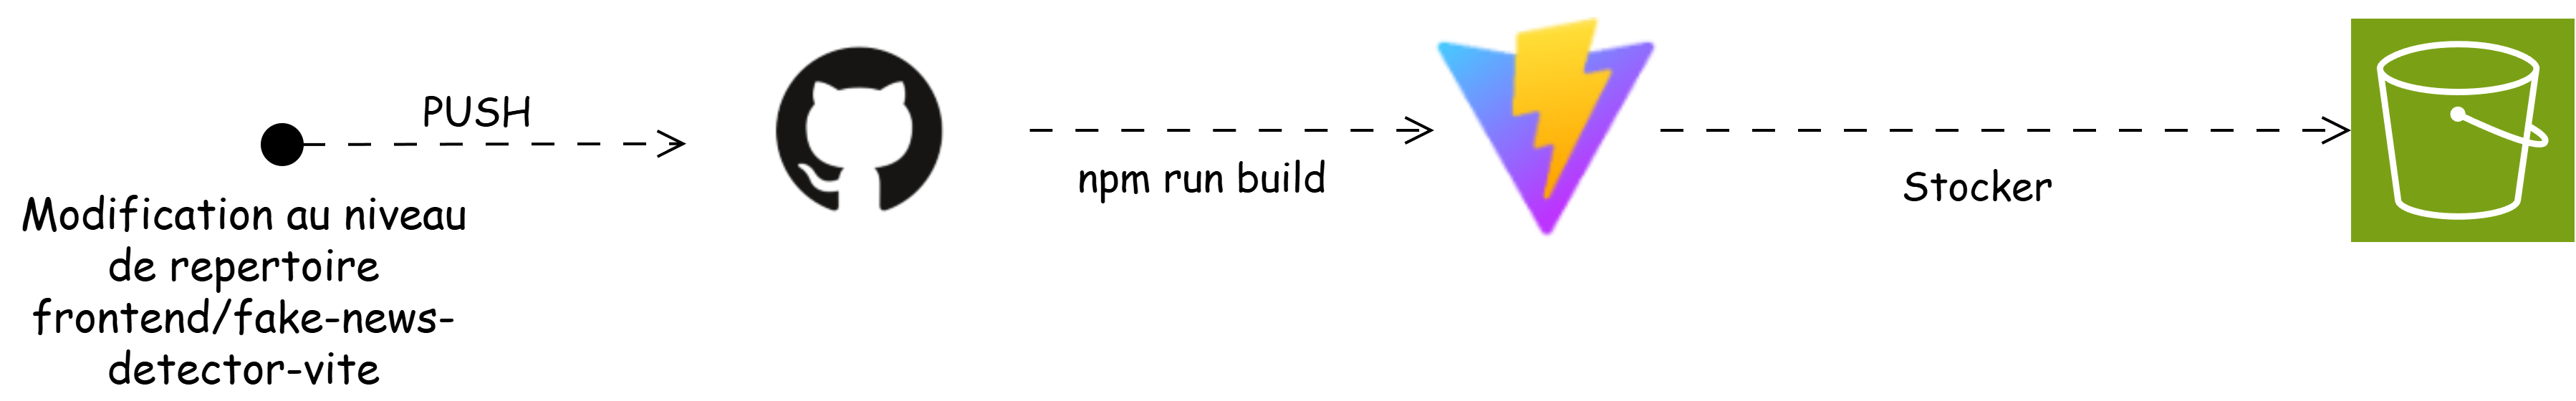 PUSH
Modification au niveau
de repertoire
frontend/fake-news-
detector-vite
npm run build
Stocker